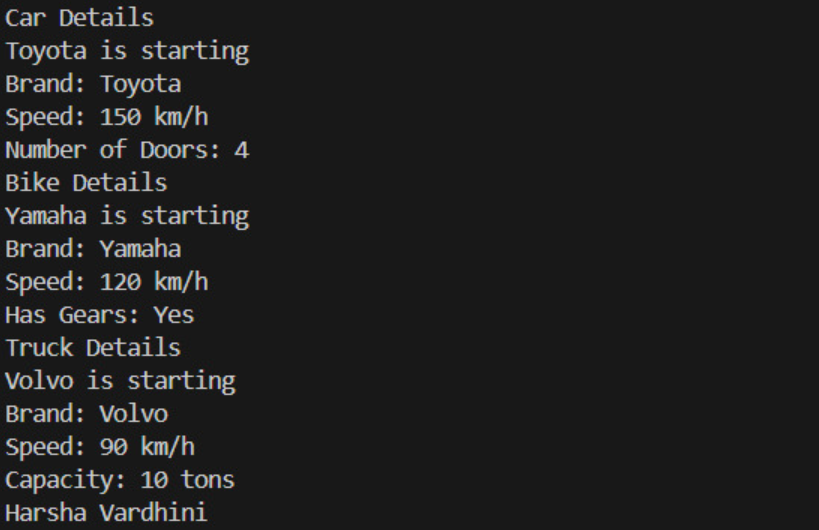 Car Details
Toyota is starting
Brand: Toyota
Speed: 150 km/h
Number of Doors: 4
Bike Details
Yamaha is starting
Brand: Yamaha
Speed: 120 km/h
Has Gears: Yes
Truck Details
Volvo is starting
Brand: Volvo
Speed: 90 km/h
Capacity: 10 tons
Harsha Vardhini